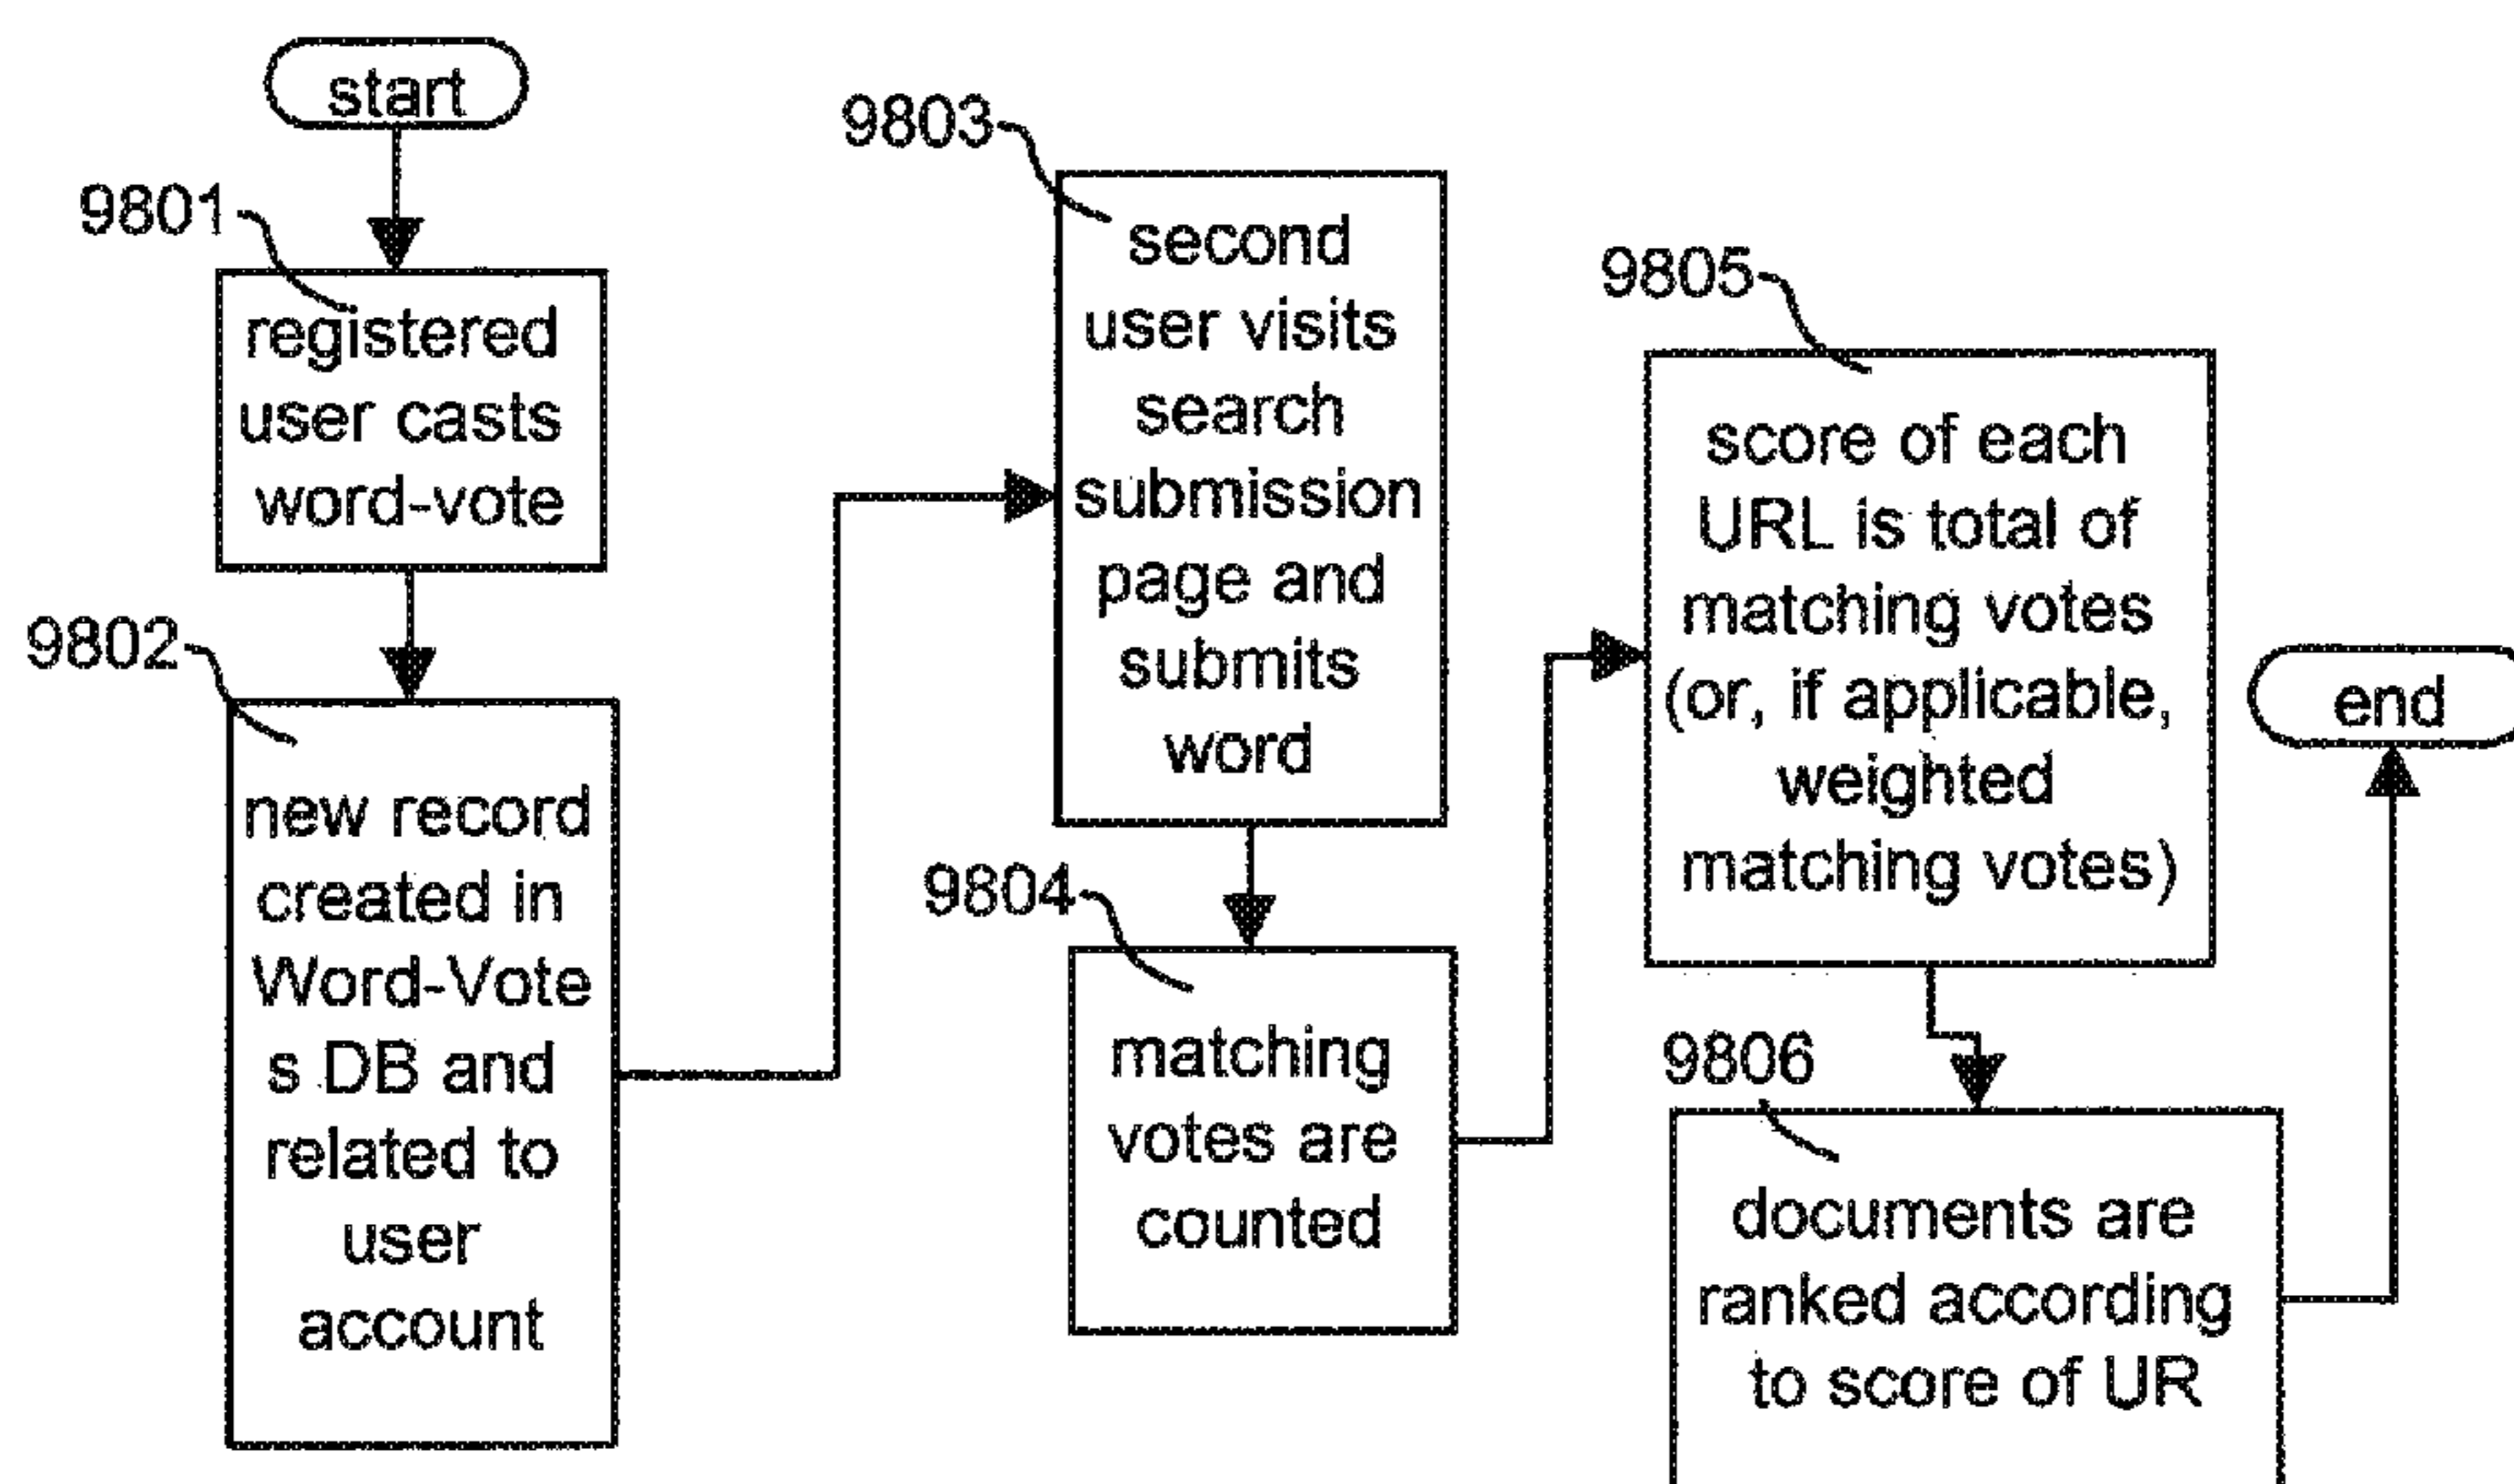 start
9801
registered
user casts
word-vote
9802
new record
created in
Word-Vote
s DB and
related to
user
account
9803
second
user visits
search
submission
page and
submits
word
9804
matching
votes are
counted
9805
score of each
URL is total of
matching votes
(or, if applicable,
weighted
matching votes)
9806
documents are
ranked according
to score of UR
end